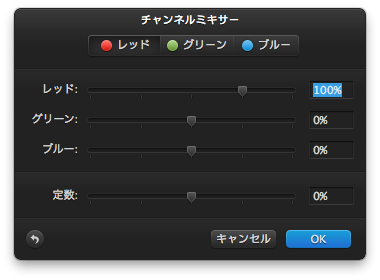 チャンネルミキサー
レッド グリーン ブルー
レッド: 100%
グリーン: 0%
ブルー: 0%
定数: 0%
キャンセル OK